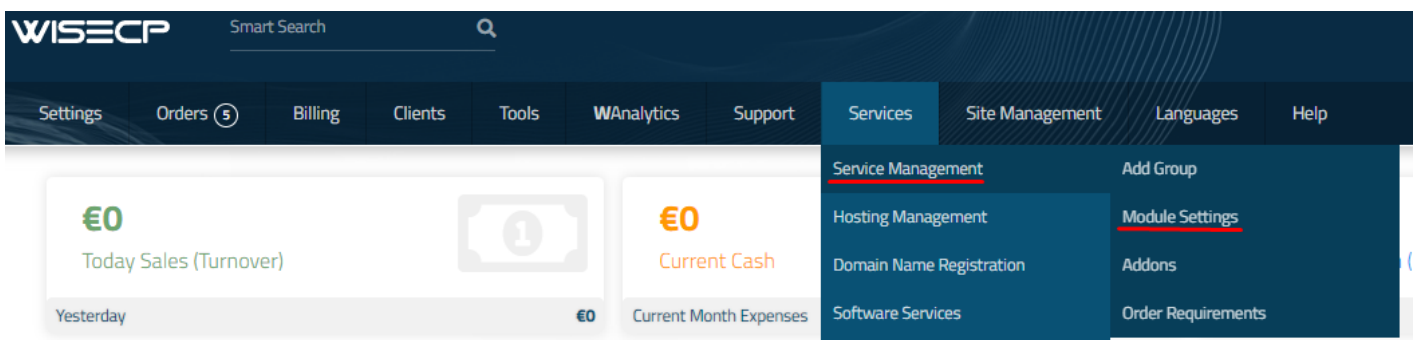 WISECP
Smart Search
Settings
Orders 5
Billing
Clients
Tools
WAnalytics
Support
Services
Site Management
Languages
Help
Service Management
Add Group
€0
€0
Hosting Management
Module Settings
1
Today Sales (Turnover)
Current Cash
Domain Name Registration
Addons
(
Yesterday
€0
Current Month Expenses
Software Services
Order Requirements